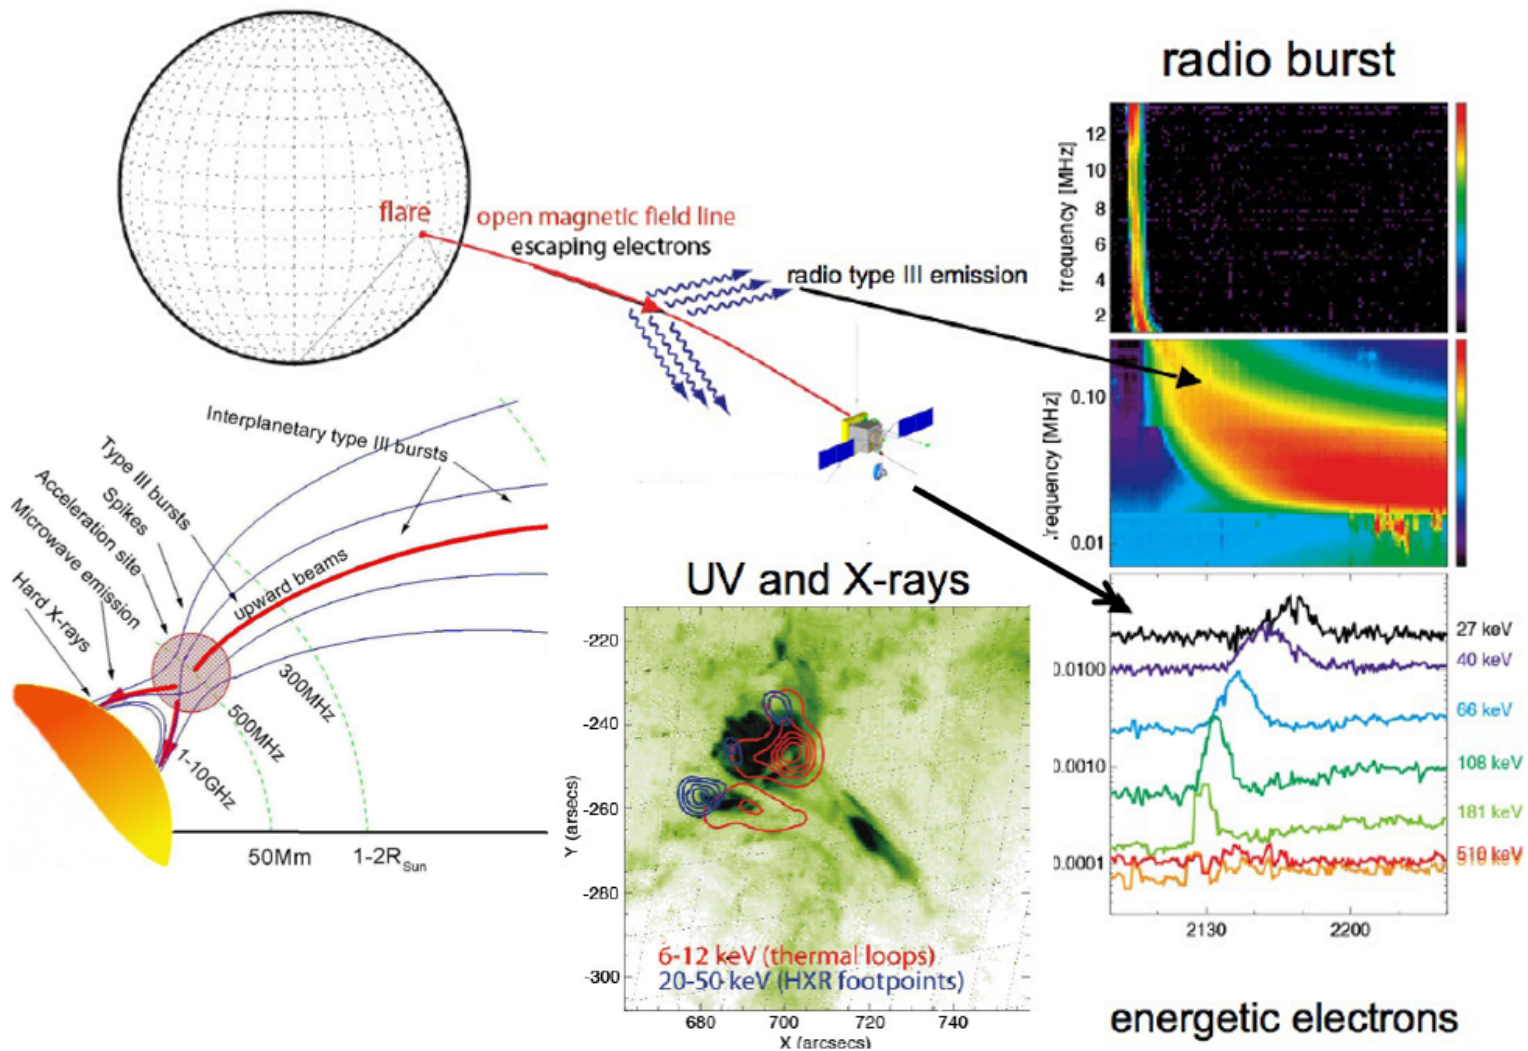 radio burst
12
10
8
6
4
2
frequency [MHz]
flare
open magnetic field line
escaping electrons
radio type III emission
0.10
0.01
frequency [MHz]
Interplanetary type III bursts
Type III bursts
Spikes
Acceleration site
Microwave emission
Hard X-rays
upward beams
300MHz
500MHz
1-10GHz
50Mm
1-2RSun
UV and X-rays
-220
-240
-260
-280
-300
Y (arcsecs)
6-12 keV (thermal loops)
20-50 keV (HXR footpoints)
680
700
720
740
X (arcsecs)
0.0100
0.0010
0.0001
27 keV
40 keV
66 keV
108 keV
181 keV
510 keV
2130
2200
energetic electrons